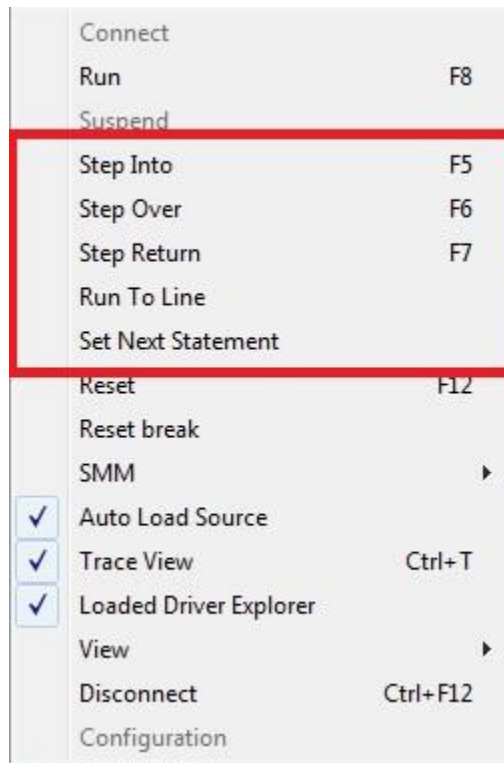 Connect
Run F8
Suspend
Step Into F5
Step Over F6
Step Return F7
Run To Line
Set Next Statement
Reset F12
Reset break
SMM
Auto Load Source
Trace View Ctrl+T
Loaded Driver Explorer
View
Disconnect Ctrl+F12
Configuration